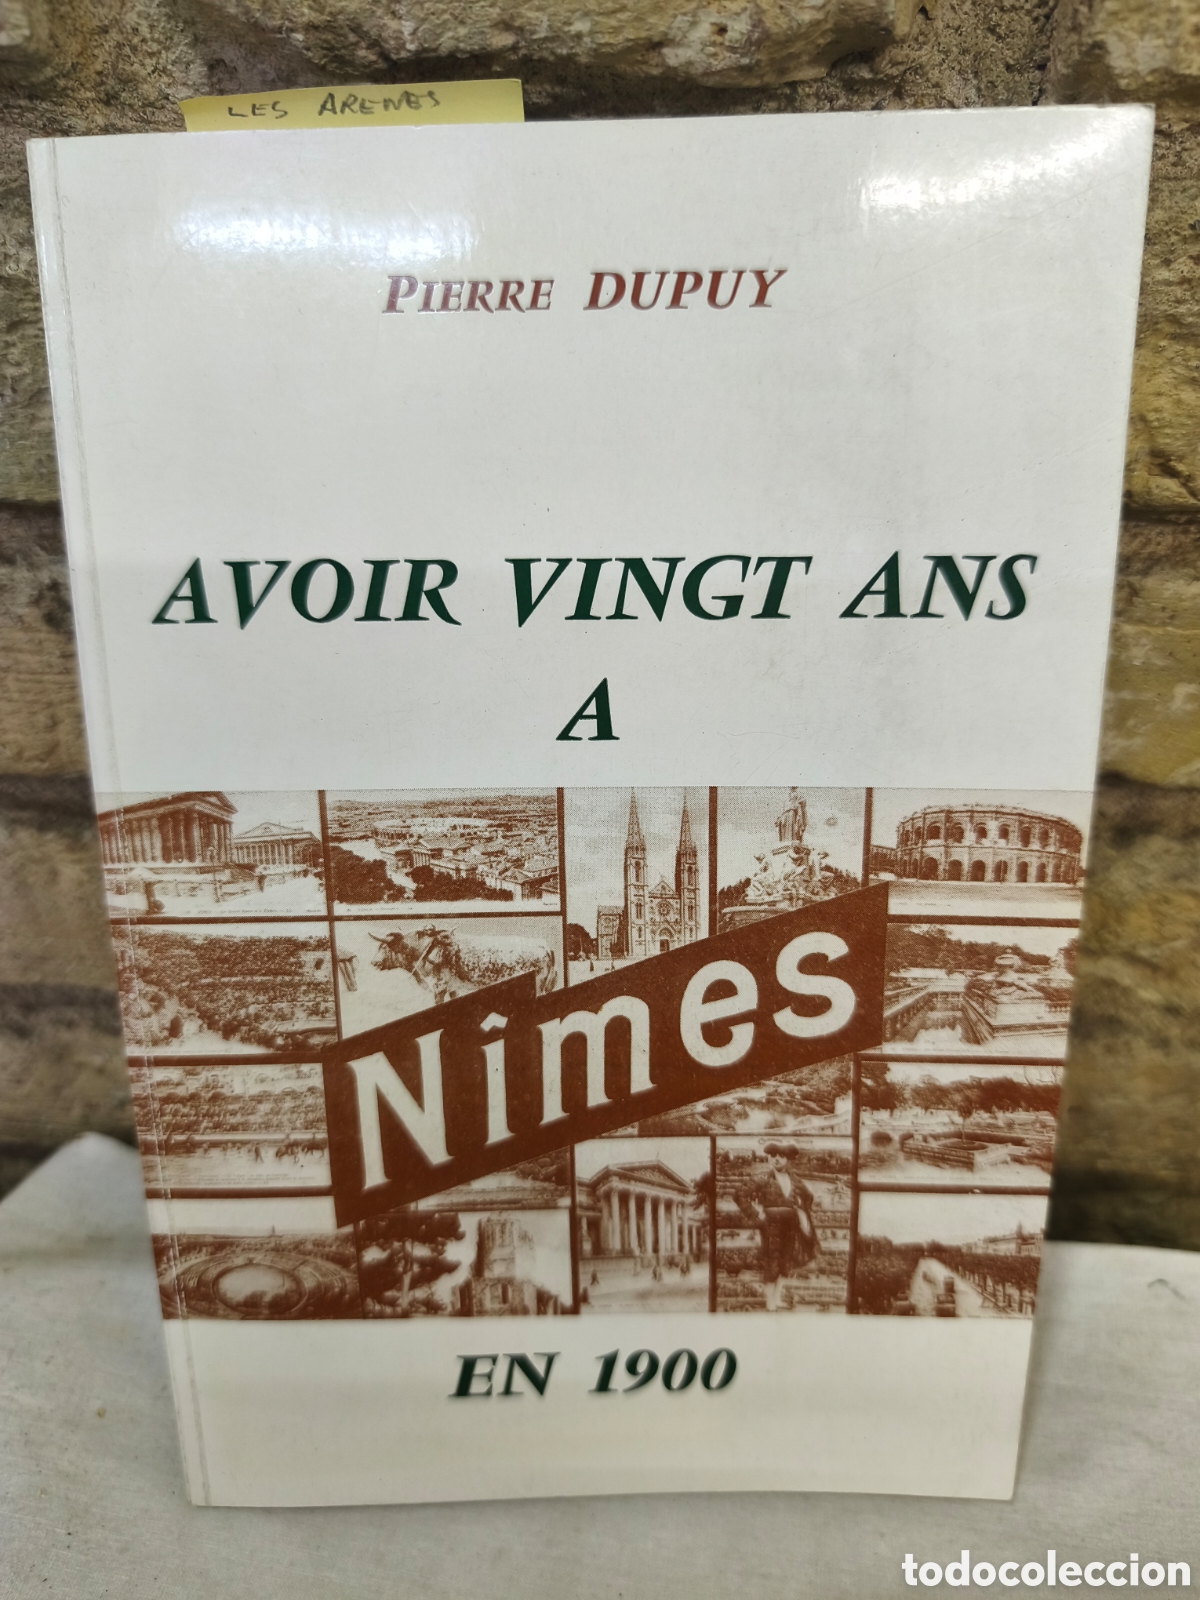 LES ARENES
PIERRE DUPUY
AVOIR VINGT ANS
A
Nîmes
EN 1900
todocoleccion